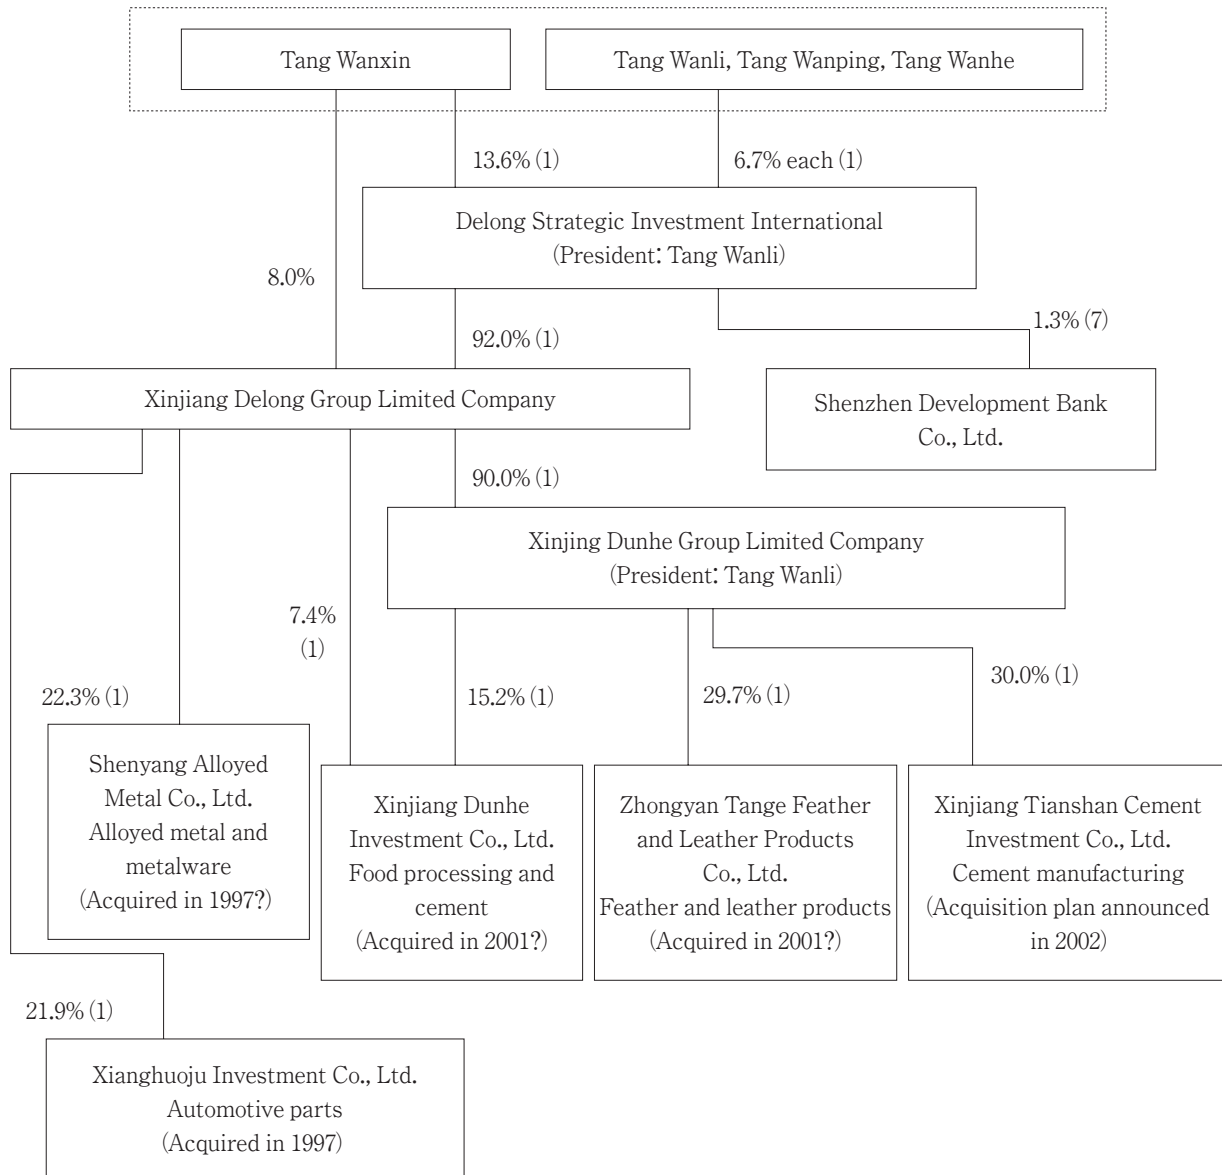 Tang Wanxin
Tang Wanli, Tang Wanping, Tang Wanhe
13.6% (1)
6.7% each (1)
Delong Strategic Investment International
(President: Tang Wanli)
8.0%
92.0% (1)
1.3% (7)
Xinjiang Delong Group Limited Company
Shenzhen Development Bank
Co., Ltd.
90.0% (1)
Xinjing Dunhe Group Limited Company
(President: Tang Wanli)
7.4%
(1)
22.3% (1)
15.2% (1)
29.7% (1)
30.0% (1)
Shenyang Alloyed
Metal Co., Ltd.
Alloyed metal and
metalware
(Acquired in 1997?)
Xinjiang Dunhe
Investment Co., Ltd.
Food processing and
cement
(Acquired in 2001?)
Zhongyan Tange Feather
and Leather Products
Co., Ltd.
Feather and leather products
(Acquired in 2001?)
Xinjiang Tianshan Cement
Investment Co., Ltd.
Cement manufacturing
(Acquisition plan announced
in 2002)
21.9% (1)
Xianghuoju Investment Co., Ltd.
Automotive parts
(Acquired in 1997)